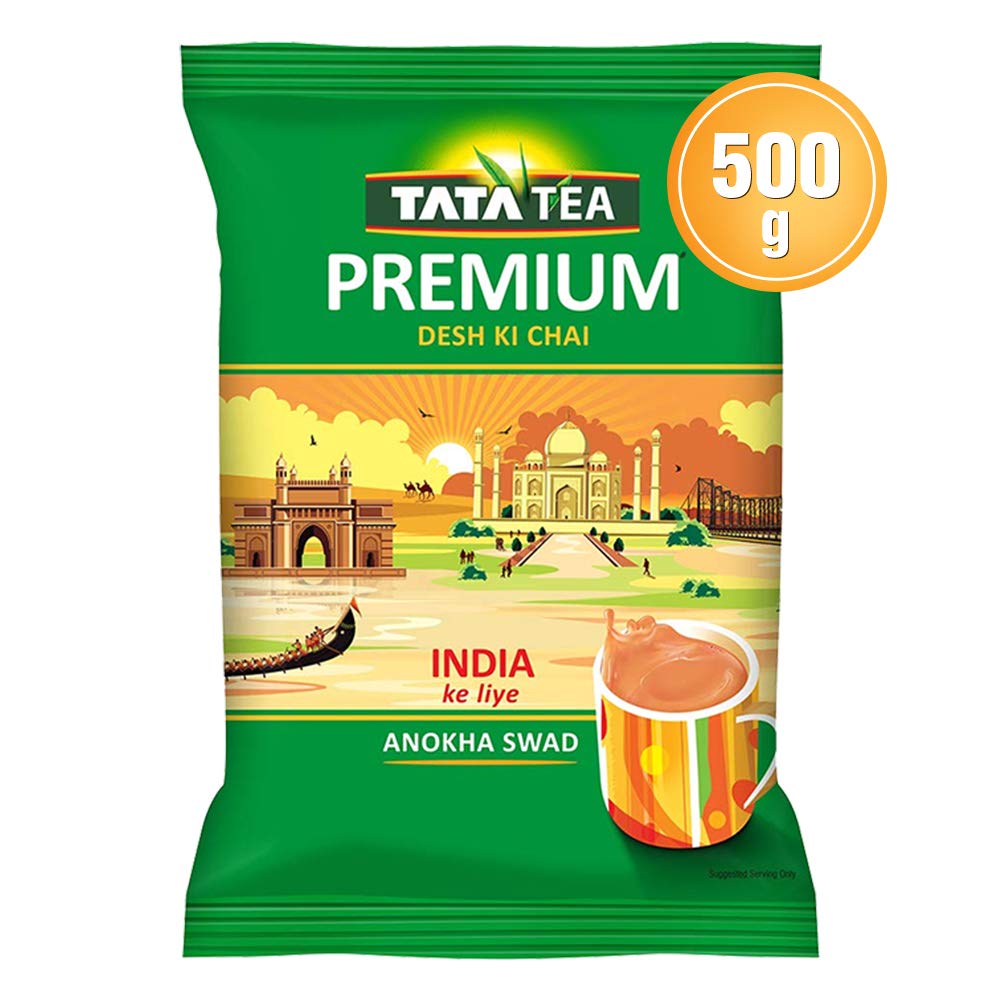 500
g
TATA TEA
PREMIUM
DESH KI CHAI
INDIA
ke liye
ANOKHA SWAD
Suggested Serving Only